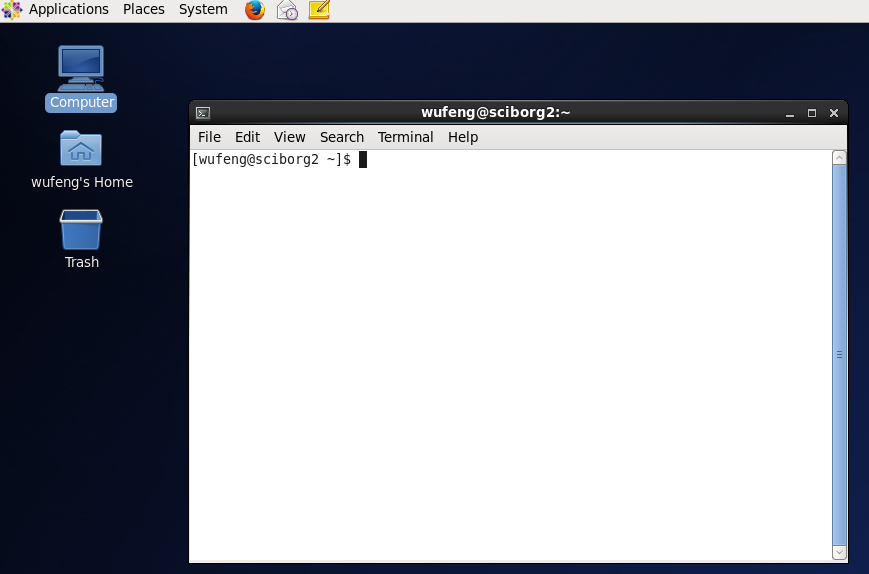 Applications Places System
Computer
wufeng's Home
Trash
wufeng@sciborg2:~
File Edit View Search Terminal Help
[wufeng@sciborg2 ~]$